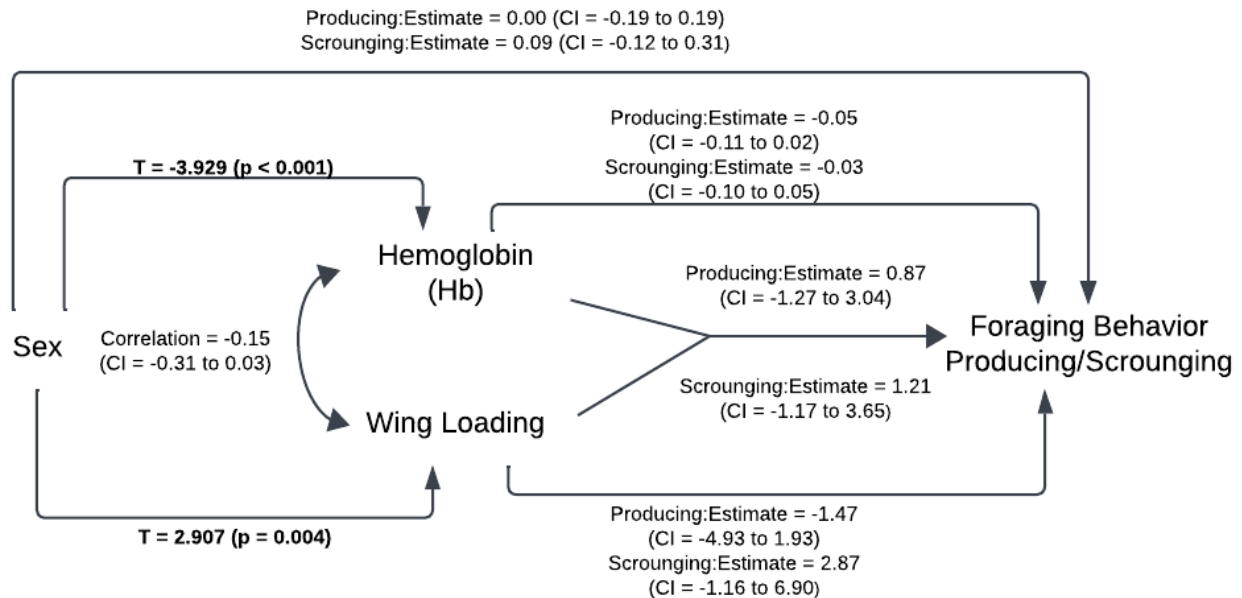 Producing:Estimate = 0.00 (CI = -0.19 to 0.19)
Scrounging:Estimate = 0.09 (CI = -0.12 to 0.31)
Producing:Estimate = -0.05
(CI = -0.11 to 0.02)
Scrounging:Estimate = -0.03
(CI = -0.10 to 0.05)
T = -3.929 (p < 0.001)
Hemoglobin
(Hb)
Producing:Estimate = 0.87
(CI = -1.27 to 3.04)
Sex
Correlation = -0.15
(CI = -0.31 to 0.03)
Foraging Behavior
Producing/Scrounging
Scrounging:Estimate = 1.21
(CI = -1.17 to 3.65)
Wing Loading
T = 2.907 (p = 0.004)
Producing:Estimate = -1.47
(CI = -4.93 to 1.93)
Scrounging:Estimate = 2.87
(CI = -1.16 to 6.90)